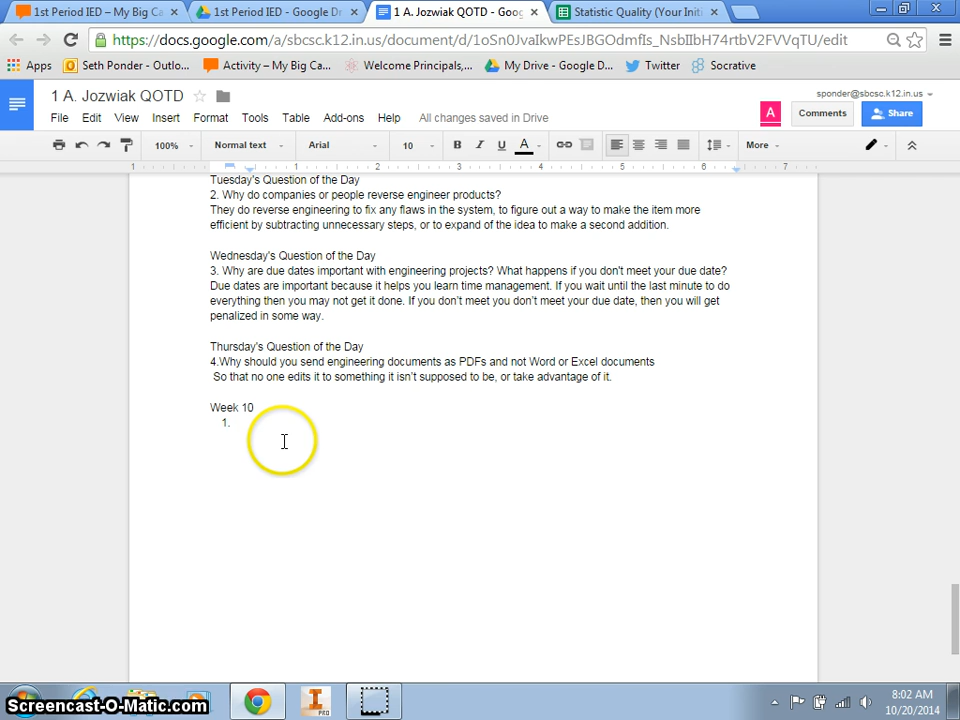 1st Period IED – My Big Ca
1st Period IED - Google Dr
1 A. Jozwiak QOTD - Goog
Statistic Quality (Your Initi
https://docs.google.com/a/sbcsc.k12.in.us/document/d/1oSn0JvaIkwPEsJBGOdmfIs_NsbIIbH74rtbV2FVVqTU/edit
Apps
Seth Ponder - Outlo...
Activity – My Big Ca...
Welcome Principals,...
My Drive - Google D...
Twitter
Socrative
1 A. Jozwiak QOTD
sponder@sbcsc.k12.in.us
File Edit View Insert Format Tools Table Add-ons Help All changes saved in Drive
A
Comments
Share
100% Normal text Arial 10 B I U A More
1 1 2 3 4 5 6 7
Tuesday's Question of the Day
2. Why do companies or people reverse engineer products?
They do reverse engineering to fix any flaws in the system, to figure out a way to make the item more
efficient by subtracting unnecessary steps, or to expand of the idea to make a second addition.
Wednesday's Question of the Day
3. Why are due dates important with engineering projects? What happens if you don't meet your due date?
Due dates are important because it helps you learn time management. If you wait until the last minute to do
everything then you may not get it done. If you don't meet you don't meet your due date, then you will get
penalized in some way.
Thursday's Question of the Day
4.Why should you send engineering documents as PDFs and not Word or Excel documents
So that no one edits it to something it isn't supposed to be, or take advantage of it.
Week 10
1.
Screencast-O-Matic.com
PRO
8:02 AM
10/20/2014